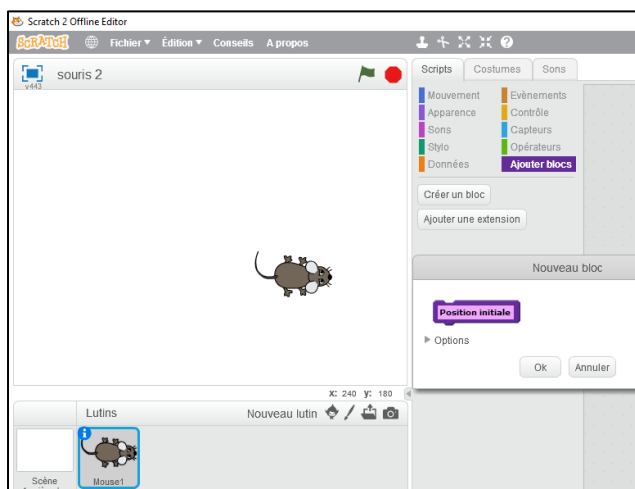 Scratch 2 Offline Editor
SCRATCH Fichier Édition Conseils A propos
v443 souris 2
Scripts Costumes Sons
Mouvement Evènements
Apparence Contrôle
Sons Capteurs
Stylo Opérateurs
Données Ajouter blocs
Créer un bloc
Ajouter une extension
Nouveau bloc
Position initiale
Options
Ok Annuler
x: 240 y: 180
Lutins Nouveau lutin
Scène Mouse1